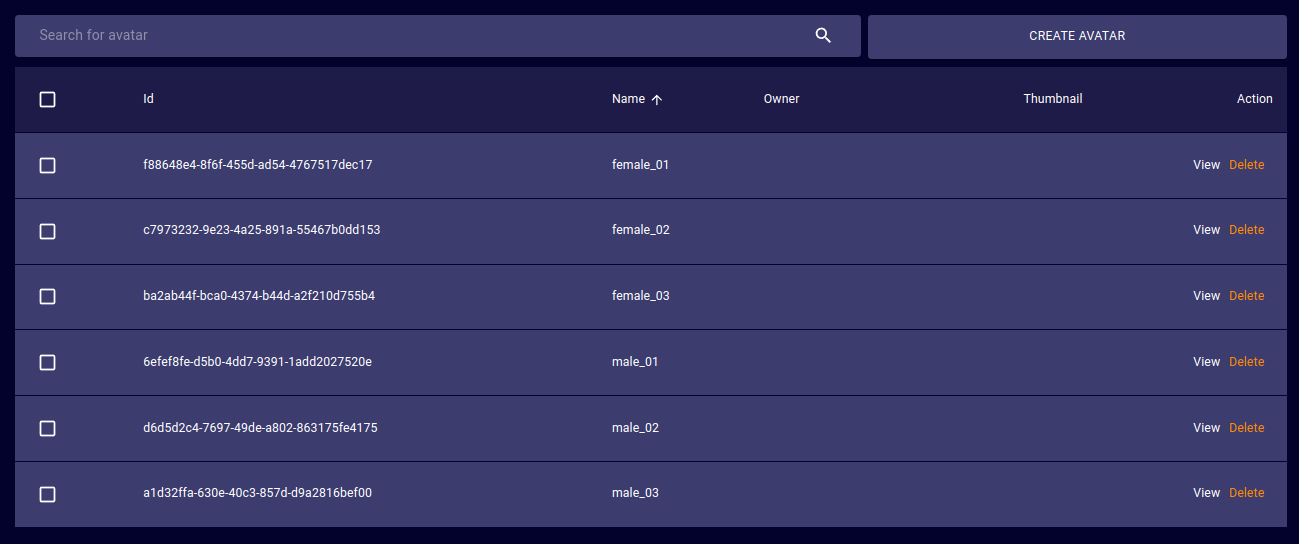 Search for avatar CREATE AVATAR
Id Name Owner Thumbnail Action
f88648e4-8f6f-455d-ad54-4767517dec17 female_01 View Delete
c7973232-9e23-4a25-891a-55467b0dd153 female_02 View Delete
ba2ab44f-bca0-4374-b44d-a2f210d755b4 female_03 View Delete
6efef8fe-d5b0-4dd7-9391-1add2027520e male_01 View Delete
d6d5d2c4-7697-49de-a802-863175fe4175 male_02 View Delete
a1d32ffa-630e-40c3-857d-d9a2816bef00 male_03 View Delete